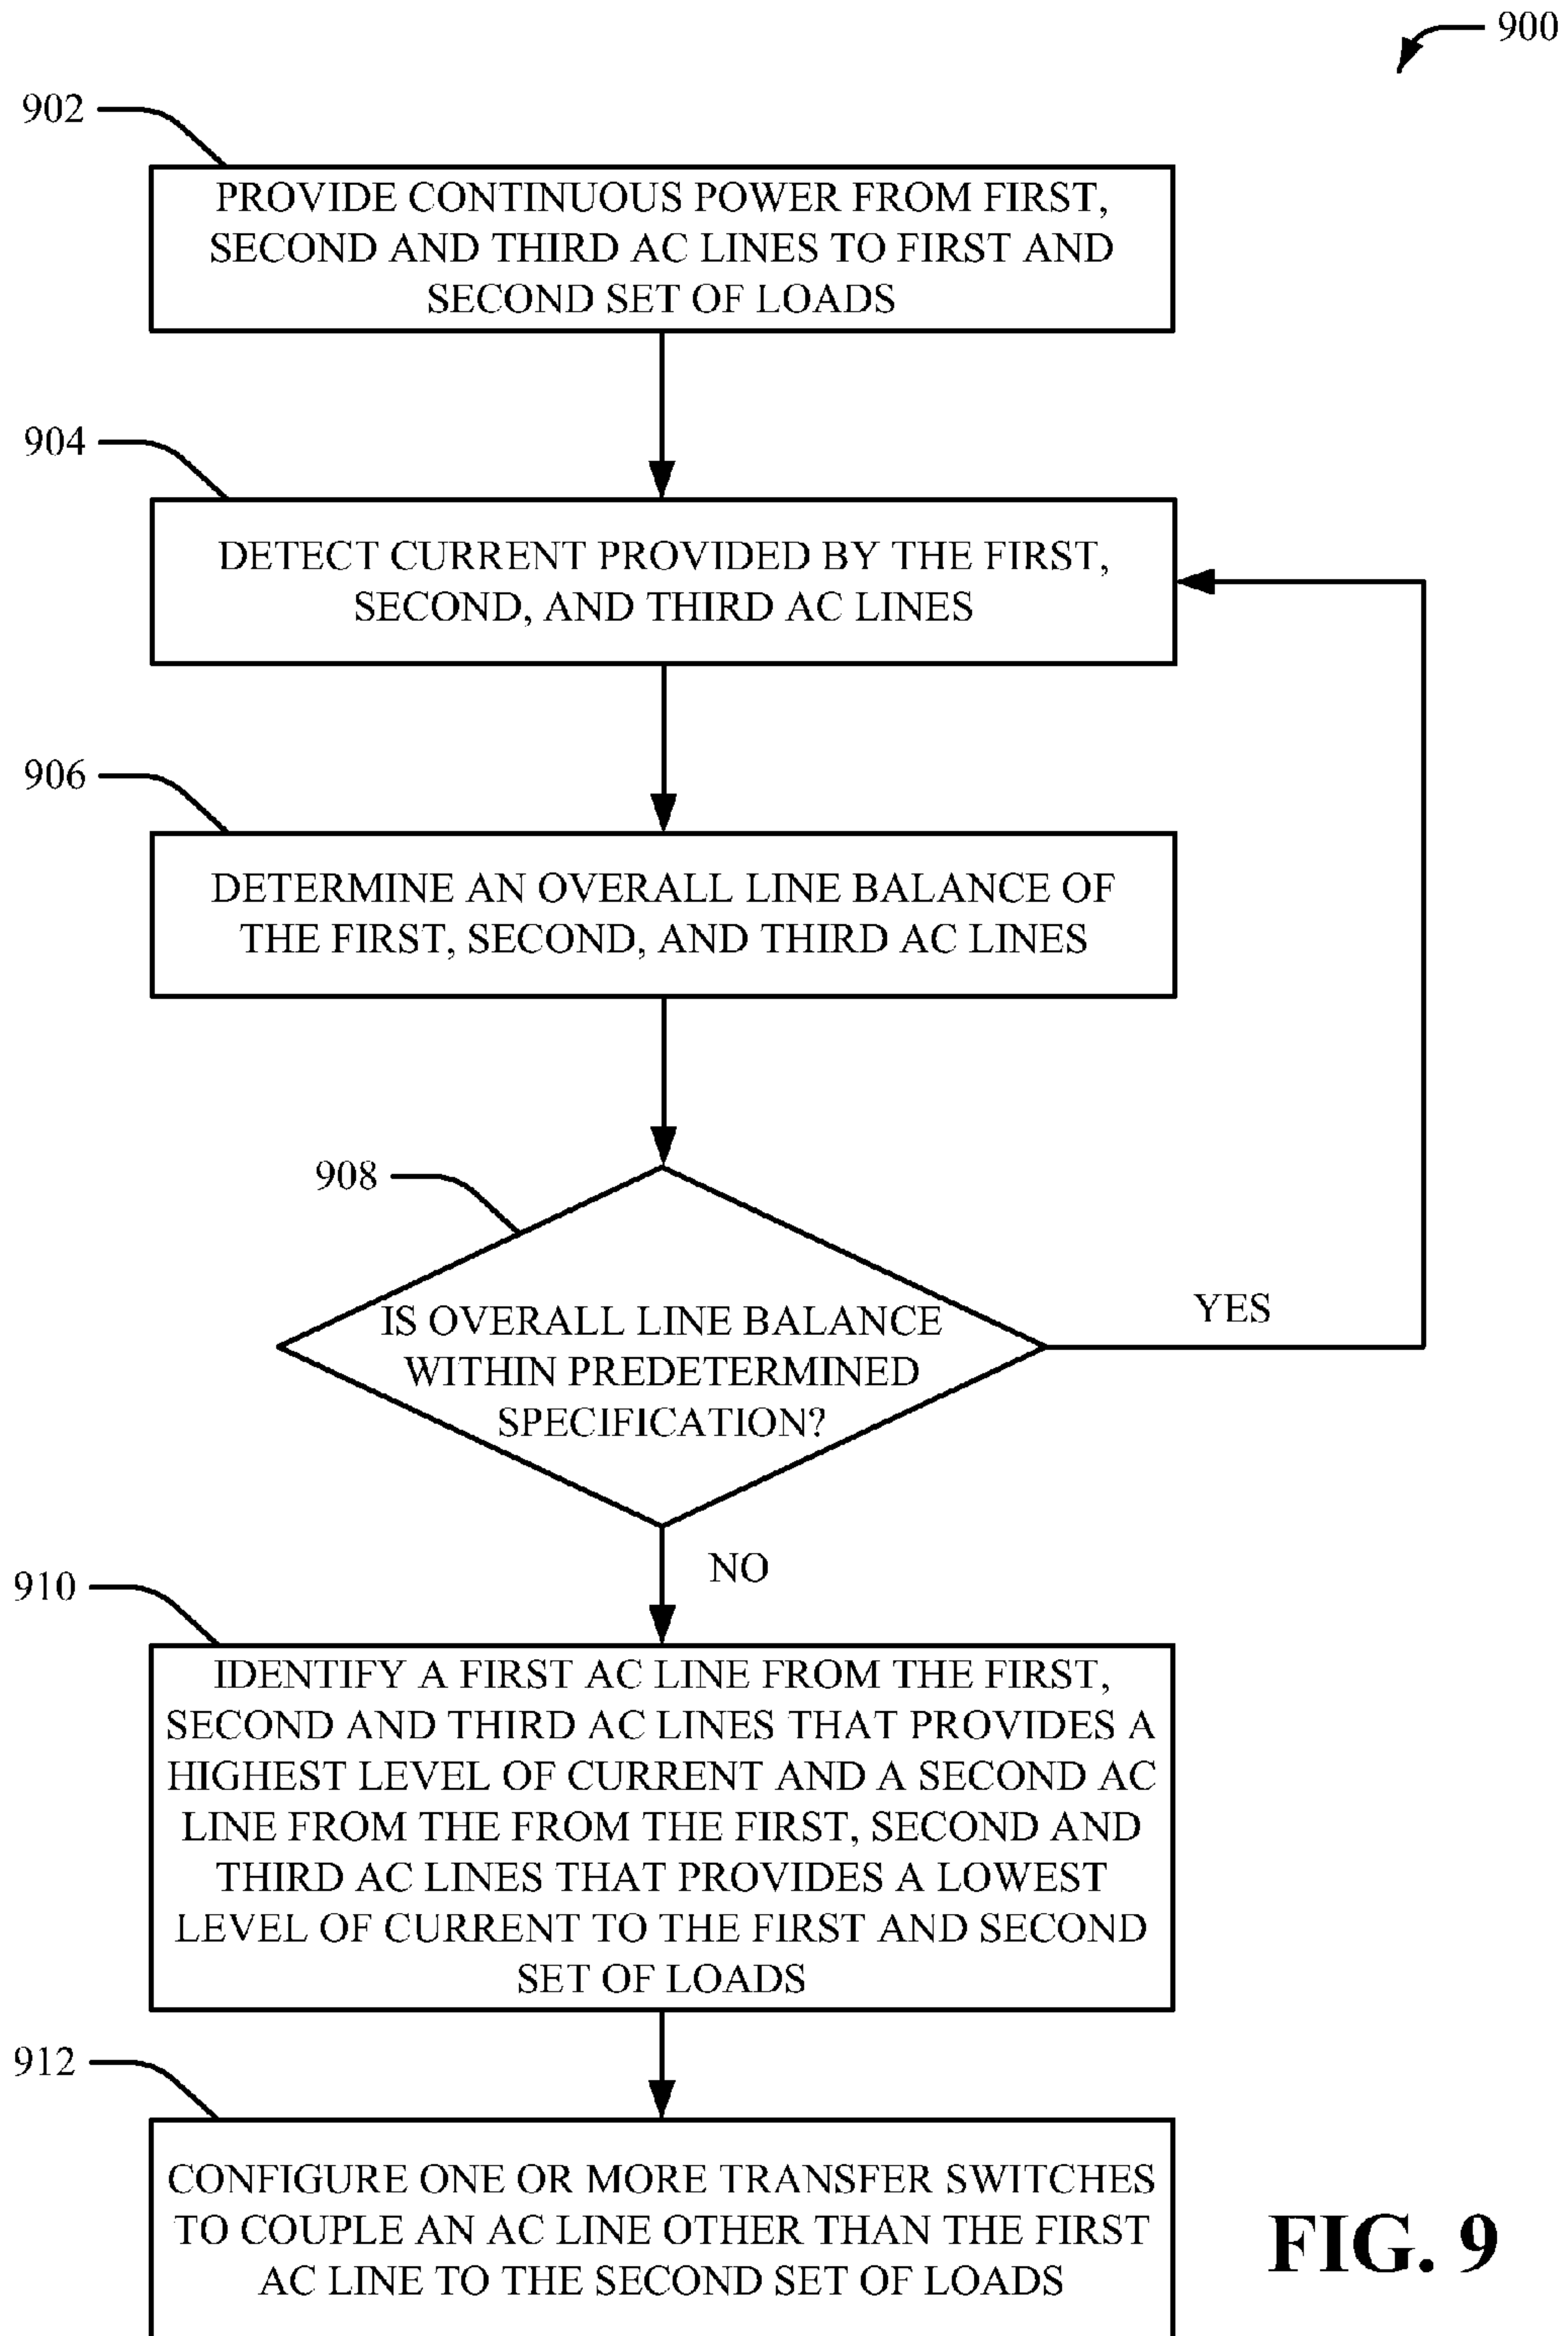 900
902
PROVIDE CONTINUOUS POWER FROM FIRST,
SECOND AND THIRD AC LINES TO FIRST AND
SECOND SET OF LOADS
904
DETECT CURRENT PROVIDED BY THE FIRST,
SECOND, AND THIRD AC LINES
906
DETERMINE AN OVERALL LINE BALANCE OF
THE FIRST, SECOND, AND THIRD AC LINES
908
IS OVERALL LINE BALANCE
WITHIN PREDETERMINED
SPECIFICATION?
YES
NO
910
IDENTIFY A FIRST AC LINE FROM THE FIRST,
SECOND AND THIRD AC LINES THAT PROVIDES A
HIGHEST LEVEL OF CURRENT AND A SECOND AC
LINE FROM THE FROM THE FIRST, SECOND AND
THIRD AC LINES THAT PROVIDES A LOWEST
LEVEL OF CURRENT TO THE FIRST AND SECOND
SET OF LOADS
912
CONFIGURE ONE OR MORE TRANSFER SWITCHES
TO COUPLE AN AC LINE OTHER THAN THE FIRST
AC LINE TO THE SECOND SET OF LOADS
FIG. 9